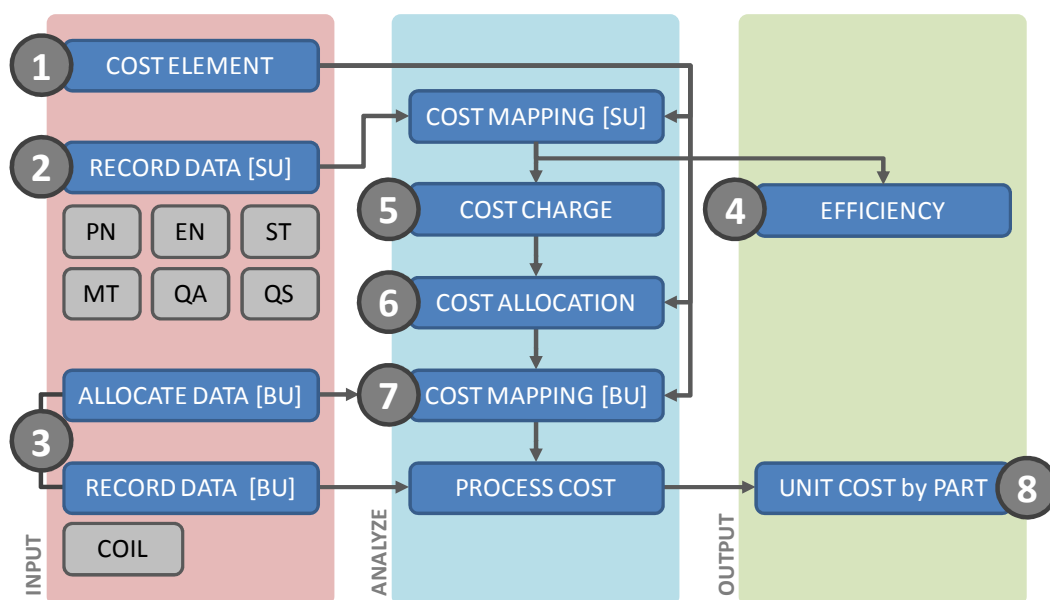 1
COST ELEMENT
COST MAPPING [SU]
2
RECORD DATA [SU]
5
COST CHARGE
4
EFFICIENCY
PN
EN
ST
MT
QA
QS
6
COST ALLOCATION
3
ALLOCATE DATA [BU]
7
COST MAPPING [BU]
RECORD DATA [BU]
PROCESS COST
UNIT COST by PART
8
COIL
INPUT
ANALYZE
OUTPUT